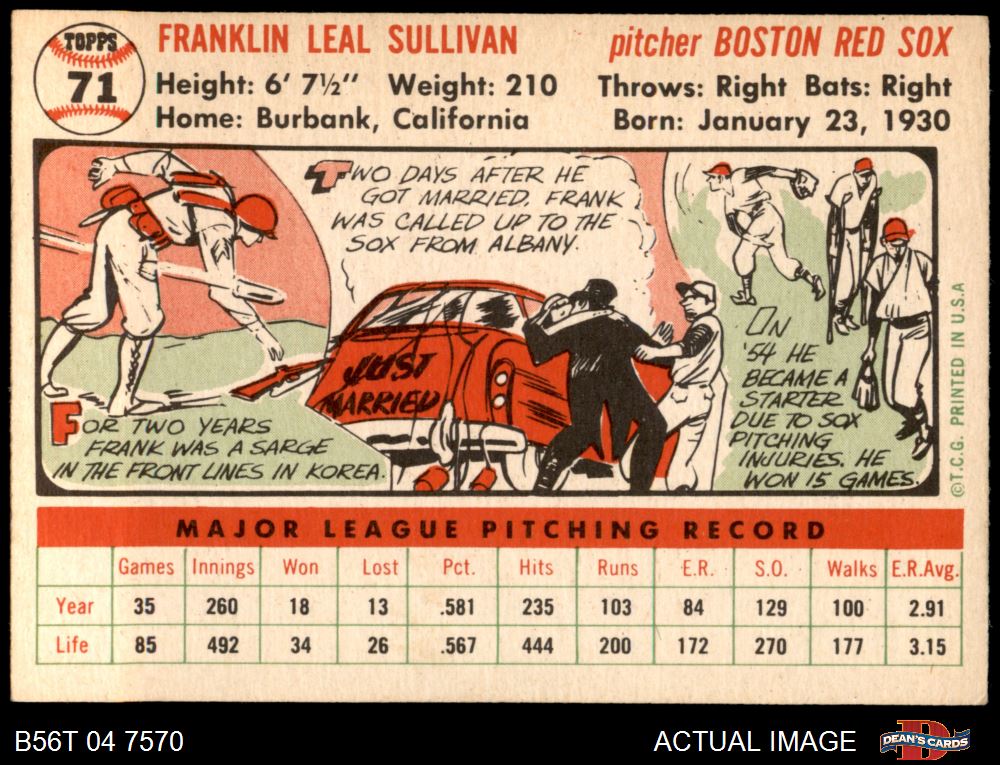 TOPPS
71
FRANKLIN LEAL SULLIVAN
pitcher BOSTON RED SOX
Height: 6' 7½" Weight: 210
Throws: Right Bats: Right
Home: Burbank, California
Born: January 23, 1930
TWO DAYS AFTER HE
GOT MARRIED, FRANK
WAS CALLED UP TO THE
SOX FROM ALBANY.
JUST
MARRIED
FOR TWO YEARS
FRANK WAS A SARGE
IN THE FRONT LINES IN KOREA.
IN
'54 HE
BECAME A
STARTER
DUE TO SOX
PITCHING
INJURIES. HE
WON 15 GAMES.
©T.C.G. PRINTED IN U.S.A
MAJOR LEAGUE PITCHING RECORD
Games Innings Won Lost Pct. Hits Runs E.R. S.O. Walks E.R.Avg.
Year 35 260 18 13 .581 235 103 84 129 100 2.91
Life 85 492 34 26 .567 444 200 172 270 177 3.15
B56T 04 7570
ACTUAL IMAGE
DEAN'S CARDS